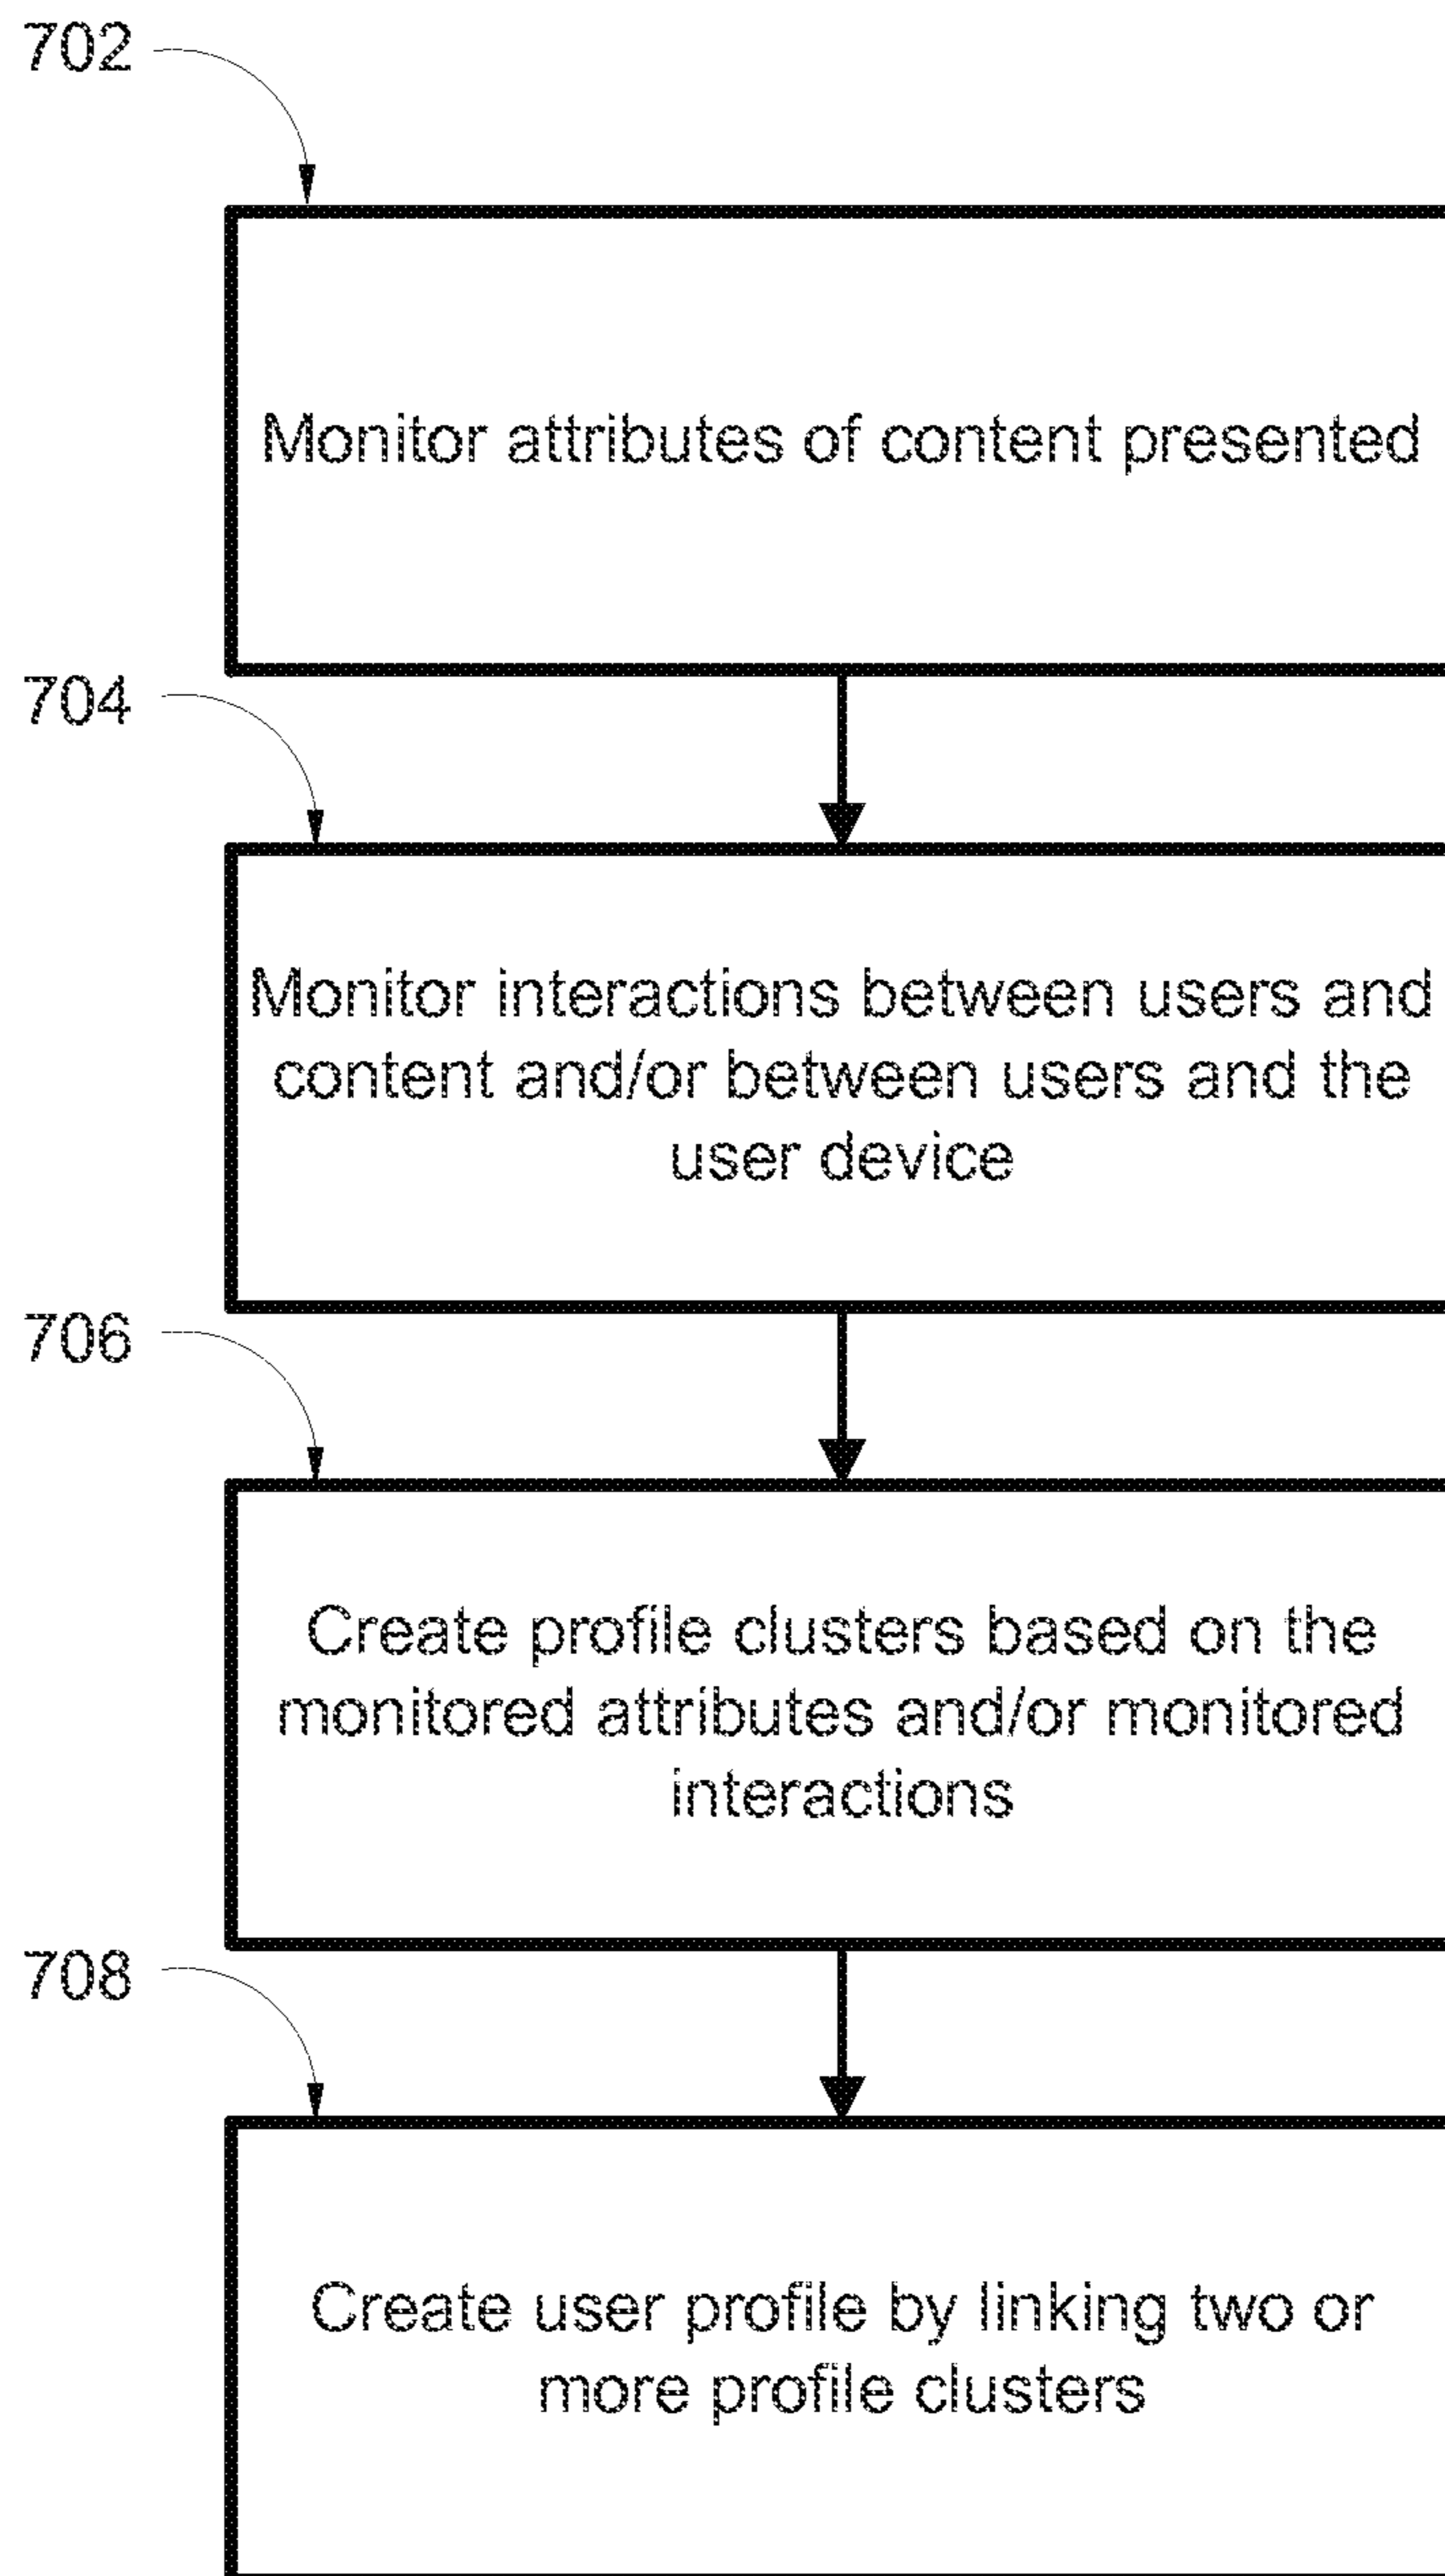 702
Monitor attributes of content presented
704
Monitor interactions between users and
content and/or between users and the
user device
706
Create profile clusters based on the
monitored attributes and/or monitored
interactions
708
Create user profile by linking two or
more profile clusters